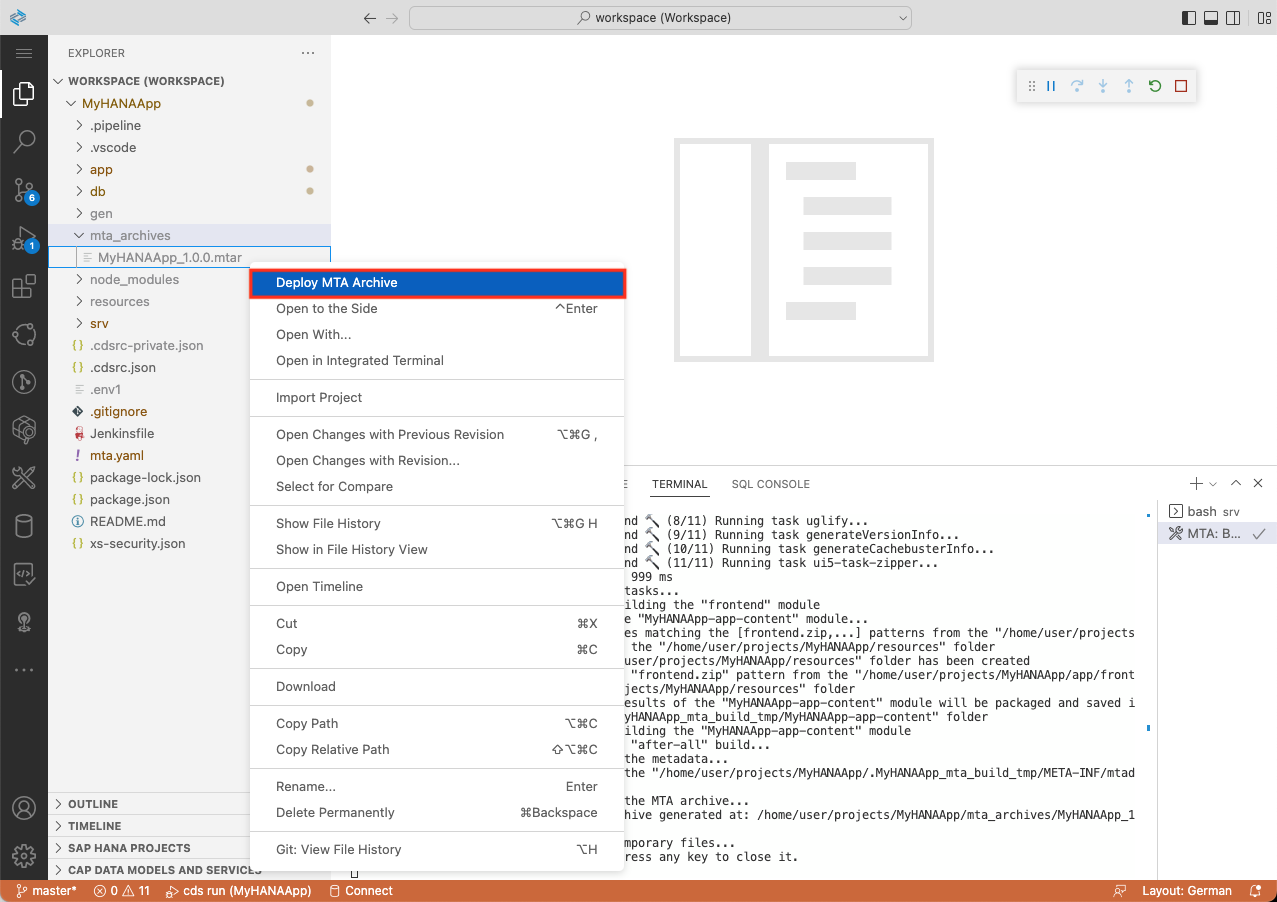 workspace (Workspace)
EXPLORER
WORKSPACE (WORKSPACE)
MyHANAApp
.pipeline
.vscode
app
db
gen
mta_archives
MyHANAApp_1.0.0.mtar
node_modules
resources
srv
.cdsrc-private.json
.cdsrc.json
.env1
.gitignore
Jenkinsfile
mta.yaml
package-lock.json
package.json
README.md
xs-security.json
OUTLINE
TIMELINE
SAP HANA PROJECTS
CAP DATA MODELS AND SERVICES
6
1
Deploy MTA Archive
Open to the Side ^Enter
Open With...
Open in Integrated Terminal
Import Project
Open Changes with Previous Revision ⌥⌘G ,
Open Changes with Revision...
Select for Compare
Show File History ⌥⌘G H
Show in File History View
Open Timeline
Cut ⌘X
Copy ⌘C
Download
Copy Path ⌥⌘C
Copy Relative Path ⇧⌥⌘C
Rename... Enter
Delete Permanently ⌘Backspace
Git: View File History ⌥H
TERMINAL SQL CONSOLE
nd 🔨 (8/11) Running task uglify...
nd 🔨 (9/11) Running task generateVersionInfo...
nd 🔨 (10/11) Running task generateCachebusterInfo...
nd 🔨 (11/11) Running task ui5-task-zipper...
999 ms
tasks...
ilding the "frontend" module
e "MyHANAApp-app-content" module...
es matching the [frontend.zip,...] patterns from the "/home/user/projects
the "/home/user/projects/MyHANAApp/resources" folder
user/projects/MyHANAApp/resources" folder has been created
"frontend.zip" pattern from the "/home/user/projects/MyHANAApp/app/front
jects/MyHANAApp/resources" folder
esults of the "MyHANAApp-app-content" module will be packaged and saved i
yHANAApp_mta_build_tmp/MyHANAApp-app-content" folder
ilding the "MyHANAApp-app-content" module
"after-all" build...
the metadata...
the "/home/user/projects/MyHANAApp/.MyHANAApp_mta_build_tmp/META-INF/mtad
the MTA archive...
hive generated at: /home/user/projects/MyHANAApp/mta_archives/MyHANAApp_1
mporary files...
ress any key to close it.
bash srv
MTA: B...
master* 0 11 cds run (MyHANAApp) Connect Layout: German